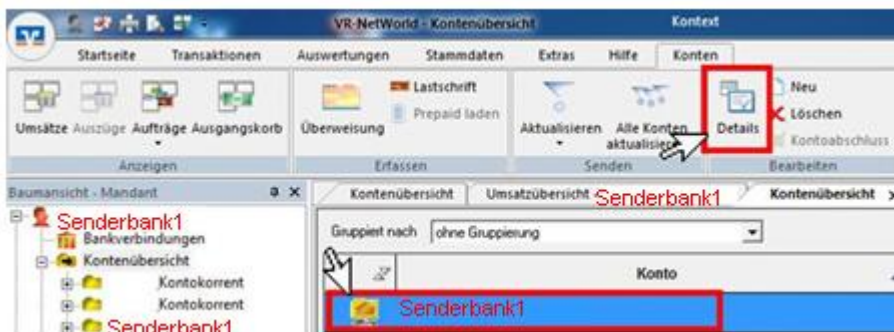 VR-NetWorld - Kontenübersicht Kontext
Startseite Transaktionen Auswertungen Stammdaten Extras Hilfe Konten
Umsätze Auszüge Aufträge Ausgangskorb
Anzeigen
Überweisung
Lastschrift
Prepaid laden
Erfassen
Aktualisieren Alle Konten
Senden
Details
Neu
Löschen
Kontoabschluss
Bearbeiten
Baumansicht - Mandant
Senderbank1
Bankverbindungen
Kontenübersicht
Kontokorrent
Kontokorrent
Senderbank1
Kontenübersicht Umsatzübersicht Senderbank1 Kontenübersicht
Gruppiert nach ohne Gruppierung
Konto
Senderbank1